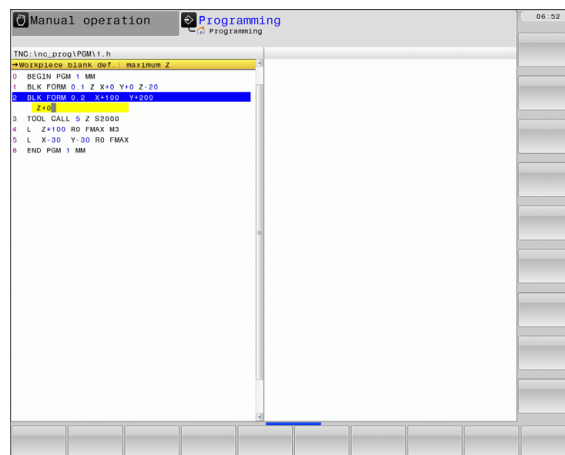 Manual operation
Programming
Programming
06:52
TNC:\nc_prog\PGM\1.h
→Workpiece blank def.: maximum Z
0 BEGIN PGM 1 MM
1 BLK FORM 0.1 Z X+0 Y+0 Z-20
2 BLK FORM 0.2 X+100 Y+200
Z+0
3 TOOL CALL 5 Z S2000
4 L Z+100 R0 FMAX M3
5 L X-30 Y-30 R0 FMAX
6 END PGM 1 MM